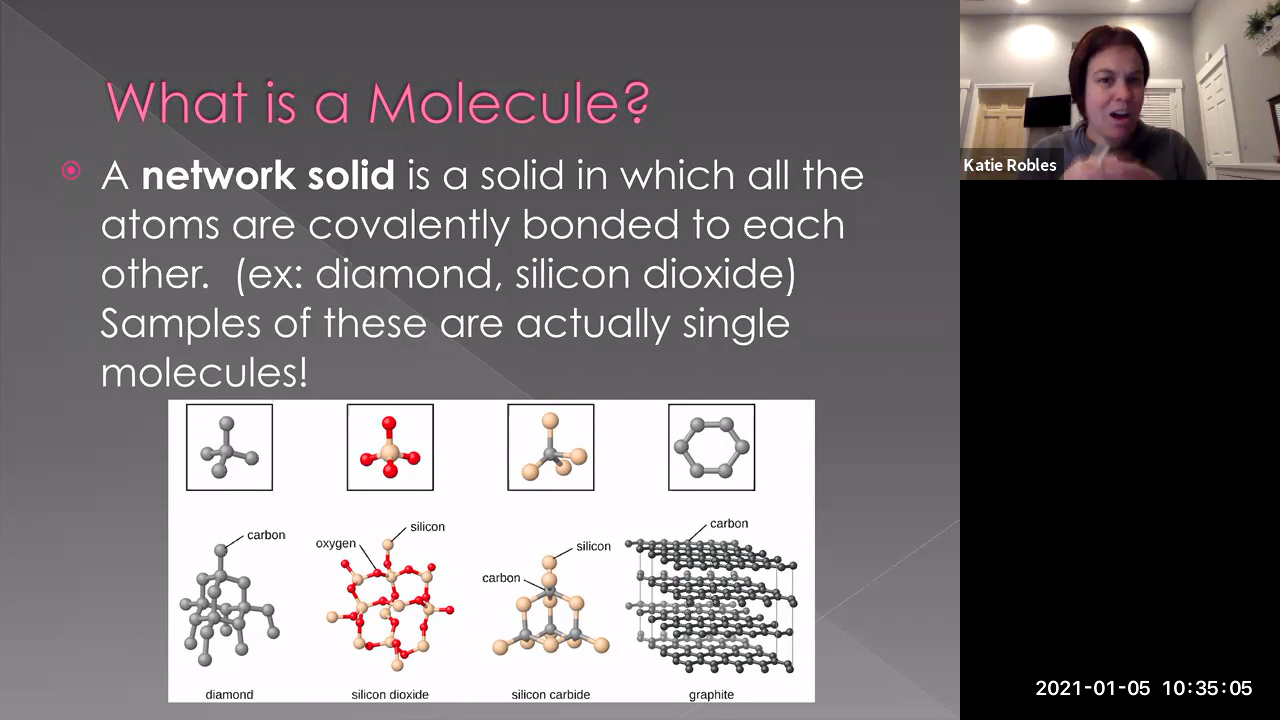 What is a Molecule?
A network solid is a solid in which all the
atoms are covalently bonded to each
other.  (ex: diamond, silicon dioxide)
Samples of these are actually single
molecules!
carbon
diamond
oxygen
silicon
silicon dioxide
silicon
carbon
silicon carbide
carbon
graphite
Katie Robles
2021-01-05 10:35:05